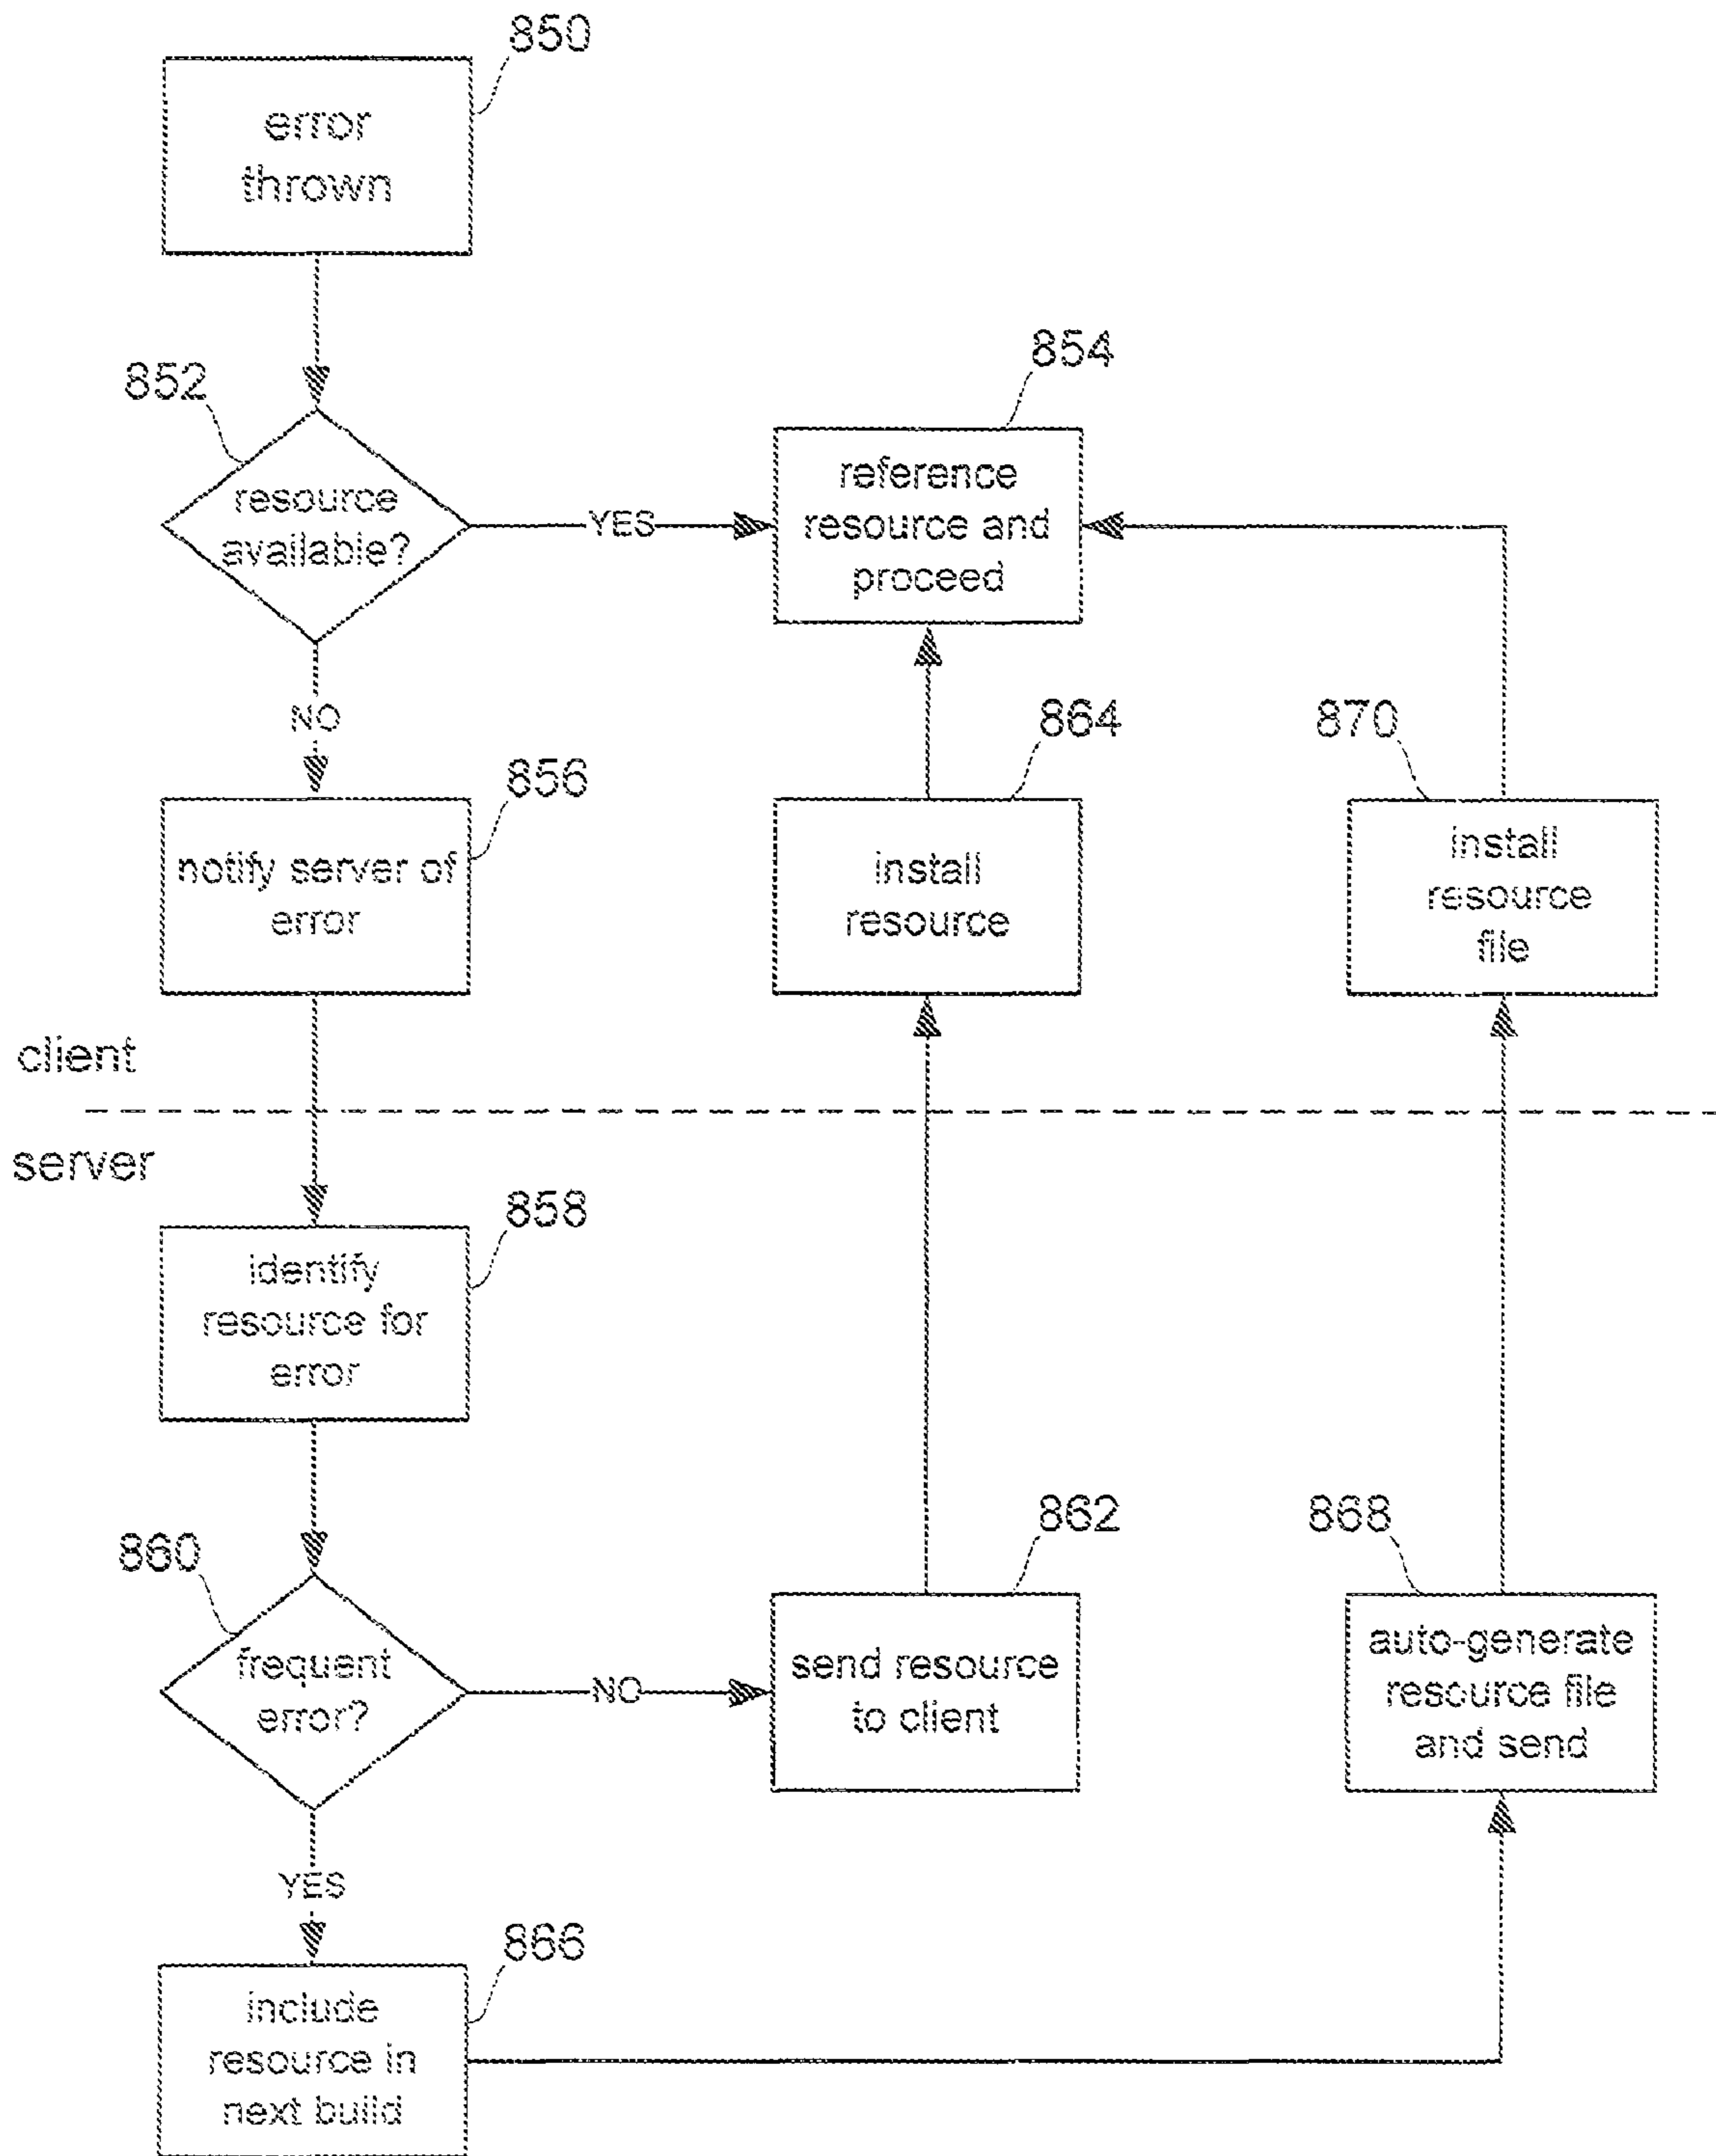 850
error
thrown
852
resource
available?
YES
854
reference
resource and
proceed
NO
856
notify server of
error
864
install
resource
870
install
resource
file
client
server
858
identify
resource for
error
860
frequent
error?
NO
862
send resource
to client
868
auto-generate
resource file
and send
YES
866
include
resource in
next build